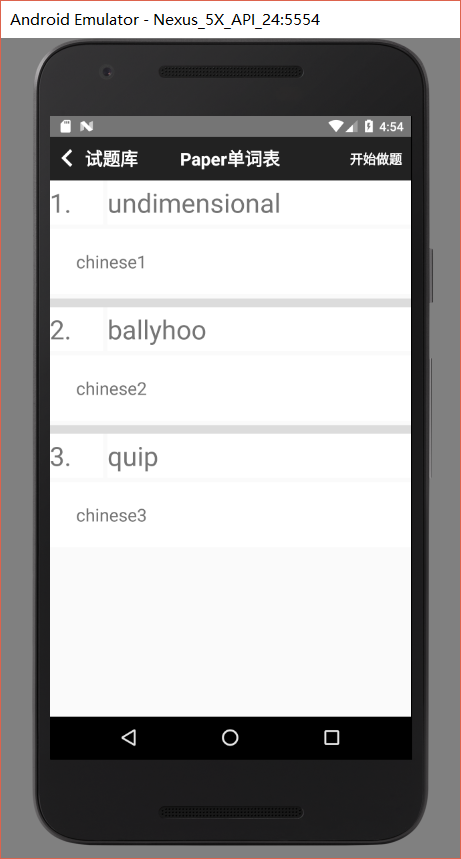 Android Emulator - Nexus_5X_API_24:5554
4:54
试题库 Paper单词表 开始做题
1. undimensional
chinese1
2. ballyhoo
chinese2
3. quip
chinese3